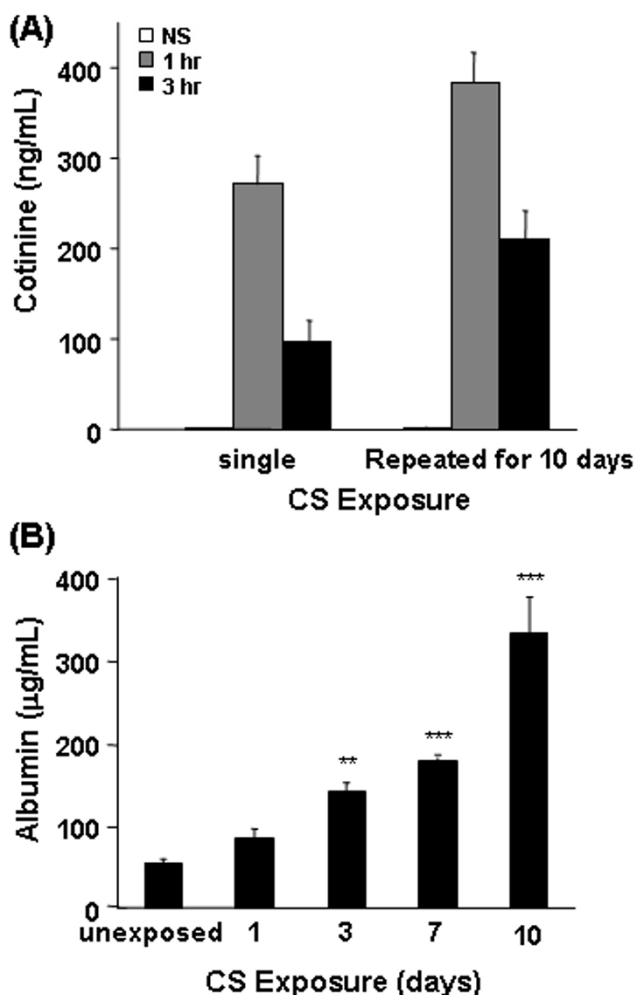 (A)
NS
1 hr
3 hr
Cotinine (ng/mL)
400
300
200
100
0
single
Repeated for 10 days
CS Exposure
(B)
Albumin (µg/mL)
400
300
200
100
0
***
***
**
unexposed 1 3 7 10
CS Exposure (days)